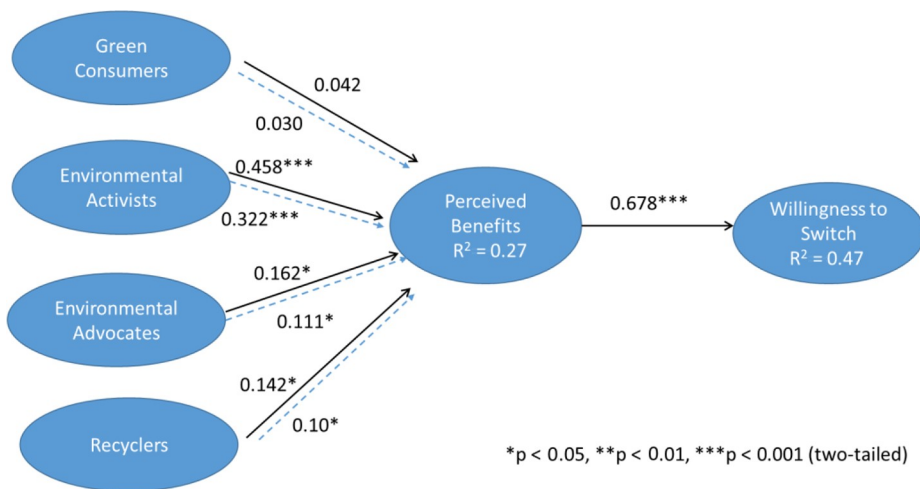 Green
Consumers
0.042
0.030
Environmental
Activists
0.458***
0.322***
Perceived
Benefits
R² = 0.27
0.678***
Willingness to
Switch
R² = 0.47
Environmental
Advocates
0.162*
0.111*
Recyclers
0.142*
0.10*
*p < 0.05, **p < 0.01, ***p < 0.001 (two-tailed)